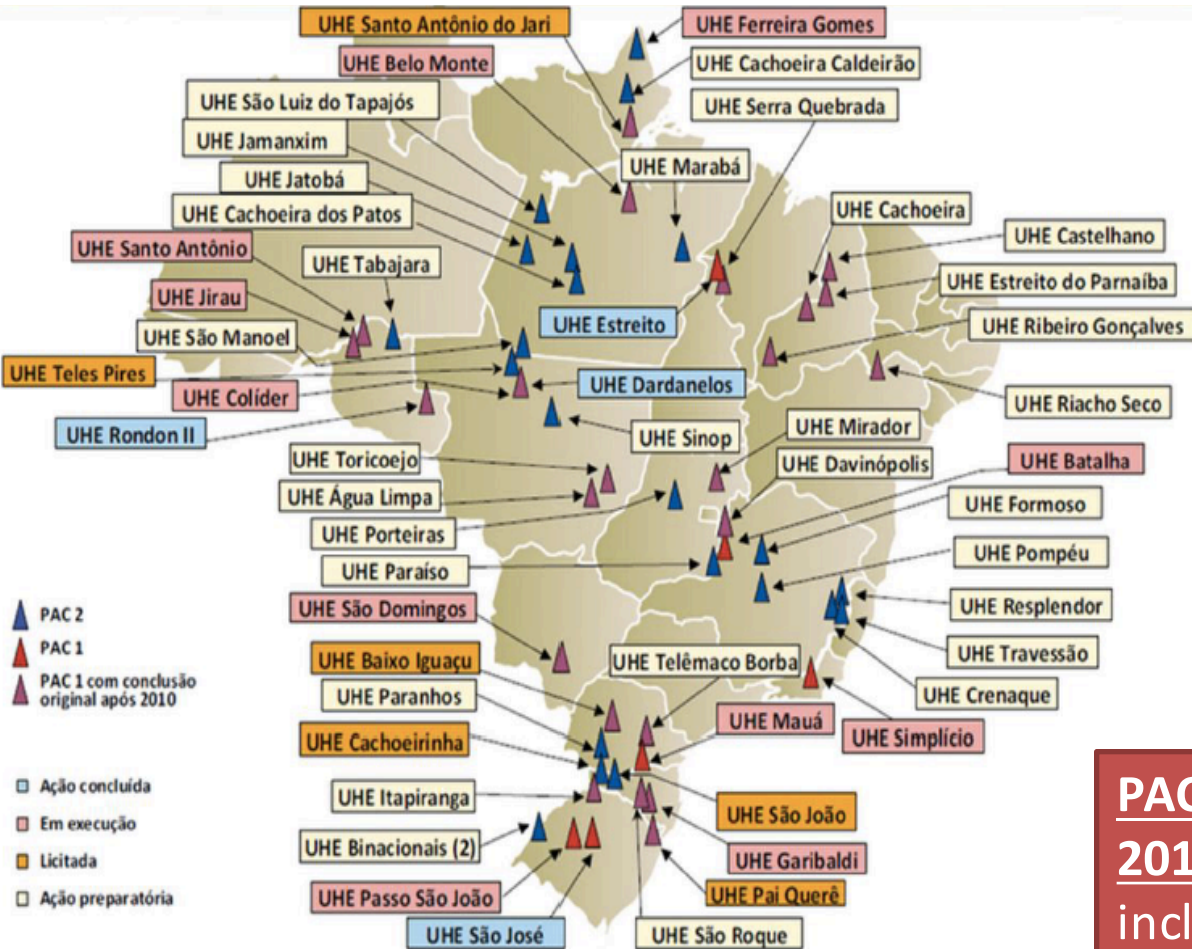 UHE Santo Antônio do Jari
UHE Ferreira Gomes
UHE Belo Monte
UHE Cachoeira Caldeirão
UHE São Luiz do Tapajós
UHE Serra Quebrada
UHE Jamanxim
UHE Marabá
UHE Jatobá
UHE Cachoeira dos Patos
UHE Cachoeira
UHE Santo Antônio
UHE Castelhano
UHE Tabajara
UHE Estreito do Parnaíba
UHE Jirau
UHE Estreito
UHE Ribeiro Gonçalves
UHE São Manoel
UHE Teles Pires
UHE Dardanelos
UHE Colíder
UHE Riacho Seco
UHE Rondon II
UHE Sinop
UHE Mirador
UHE Toricoejo
UHE Davinópolis
UHE Batalha
UHE Água Limpa
UHE Formoso
UHE Porteiras
UHE Pompéu
UHE Paraíso
UHE Resplendor
UHE São Domingos
UHE Travessão
UHE Baixo Iguaçu
UHE Telêmaco Borba
UHE Crenaque
UHE Paranhos
UHE Mauá
UHE Simplício
UHE Cachoeirinha
UHE Itapiranga
UHE São João
UHE Binacionais (2)
UHE Garibaldi
UHE Passo São João
UHE Pai Querê
UHE São José
UHE São Roque
PAC 2
PAC 1
PAC 1 com conclusão
original após 2010
Ação concluída
Em execução
Licitada
Ação preparatória
PAC
201
incl